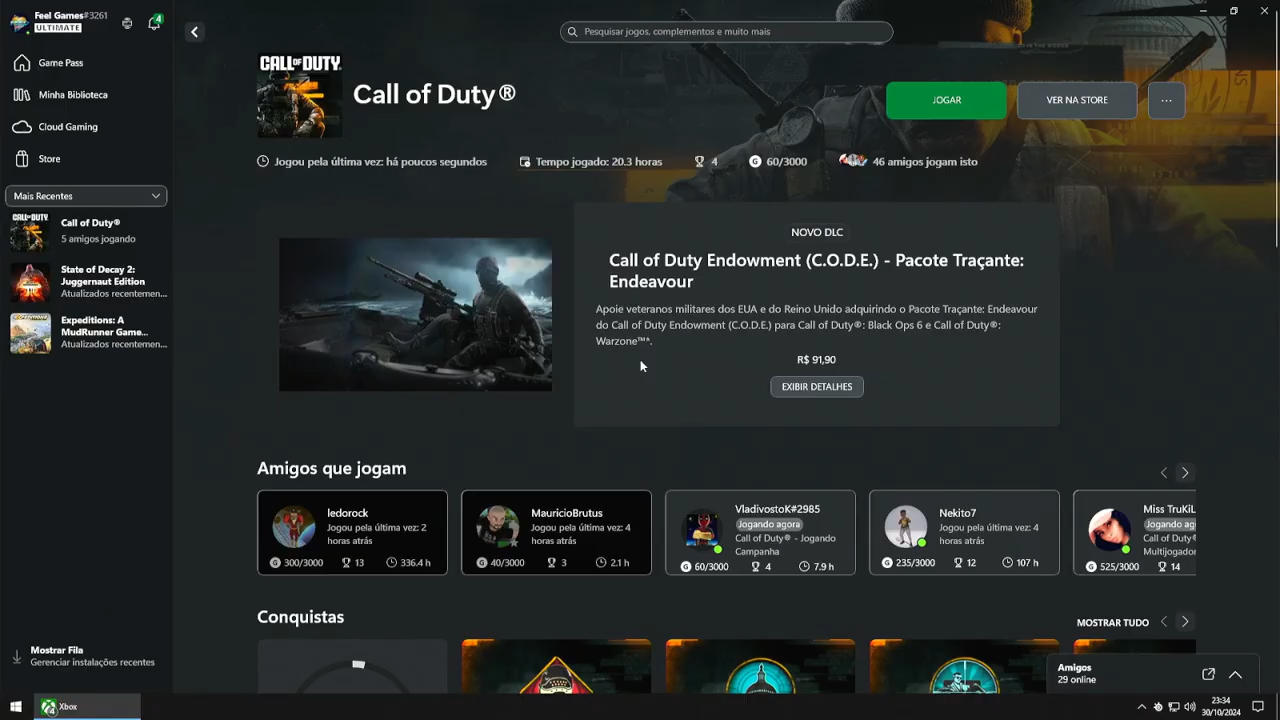 Feel Games#3261
ULTIMATE
4
Pesquisar jogos, complementos e muito mais
Game Pass
Minha Biblioteca
Cloud Gaming
Store
Mais Recentes
Call of Duty®
5 amigos jogando
State of Decay 2:
Juggernaut Edition
Atualizados recentemen...
Expeditions: A
MudRunner Game...
Atualizados recentemen...
Mostrar Fila
Gerenciar instalações recentes
CALL OF DUTY
Call of Duty®
JOGAR
VER NA STORE
...
Jogou pela última vez: há poucos segundos
Tempo jogado: 20.3 horas
4
60/3000
46 amigos jogam isto
NOVO DLC
Call of Duty Endowment (C.O.D.E.) - Pacote Traçante:
Endeavour
Apoie veteranos militares dos EUA e do Reino Unido adquirindo o Pacote Traçante: Endeavour
do Call of Duty Endowment (C.O.D.E.) para Call of Duty®: Black Ops 6 e Call of Duty®:
Warzone™*.
R$ 91,90
EXIBIR DETALHES
Amigos que jogam
ledorock
Jogou pela última vez: 2
horas atrás
300/3000
13
336.4 h
MauricioBrutus
Jogou pela última vez: 4
horas atrás
40/3000
3
2.1 h
VladivostoK#2985
Jogando agora
Call of Duty® - Jogando
Campanha
60/3000
4
7.9 h
Nekito7
Jogou pela última vez: 4
horas atrás
235/3000
12
107 h
Miss TruKiL
Jogando ago
Call of Duty®
Multijogador
525/3000
14
Conquistas
MOSTRAR TUDO
Amigos
29 online
Xbox
23:34
30/10/2024